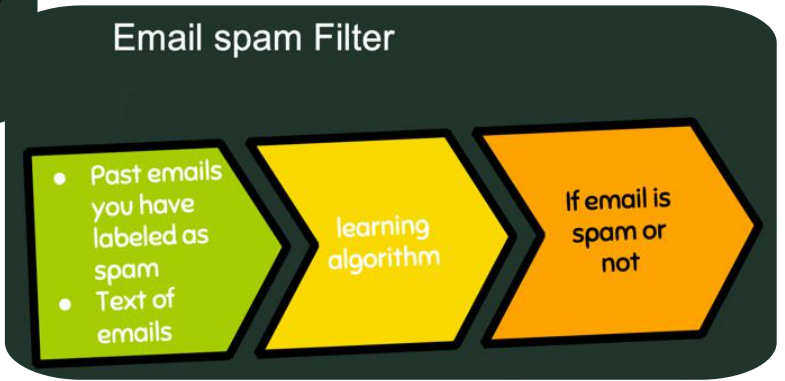 Email spam Filter
● Past emails
you have
labeled as
spam
● Text of
emails
learning
algorithm
If email is
spam or
not